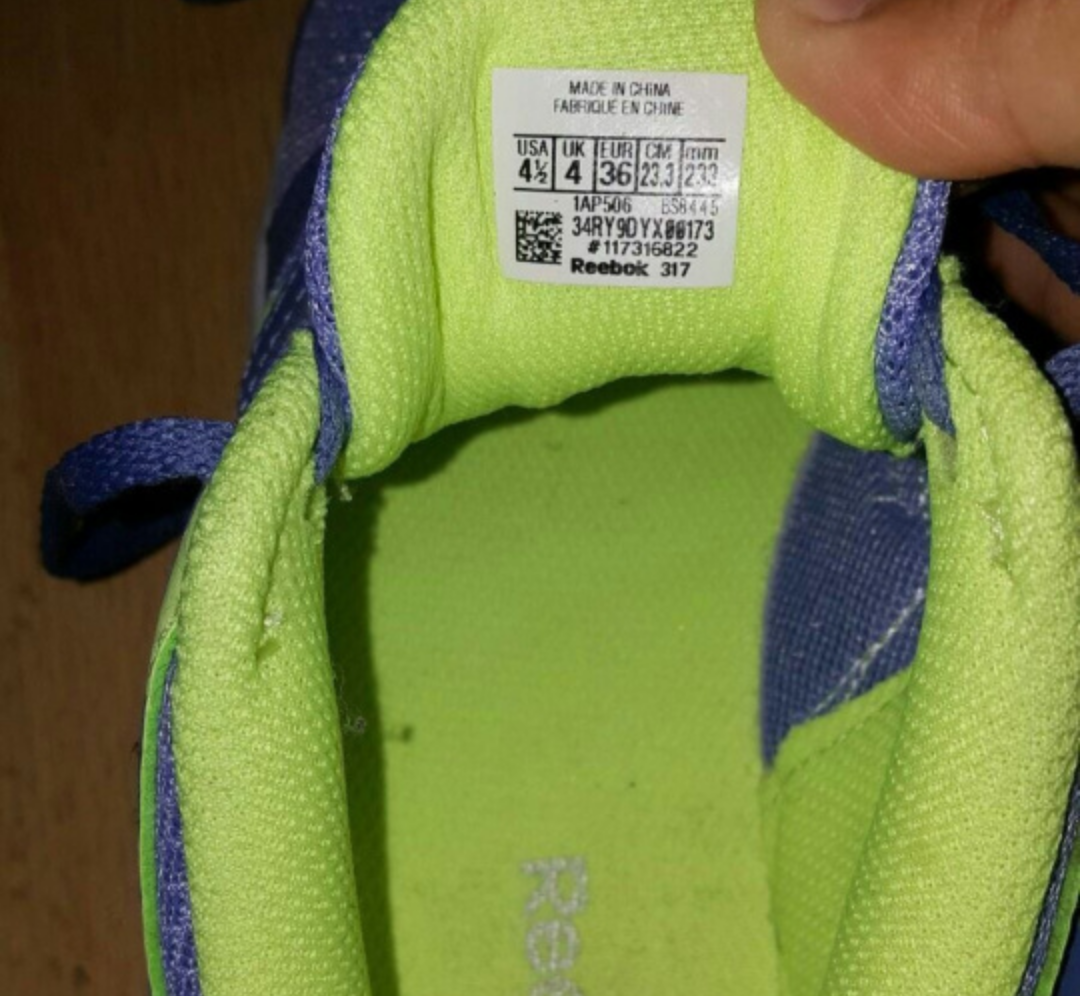 MADE IN CHINA
FABRIQUE EN CHINE
USA UK EUR CM mm
4½ 4 36 23.3 233
1AP506 BS8445
34RY9DYX00173
#117316822
Reebok 317
Ree